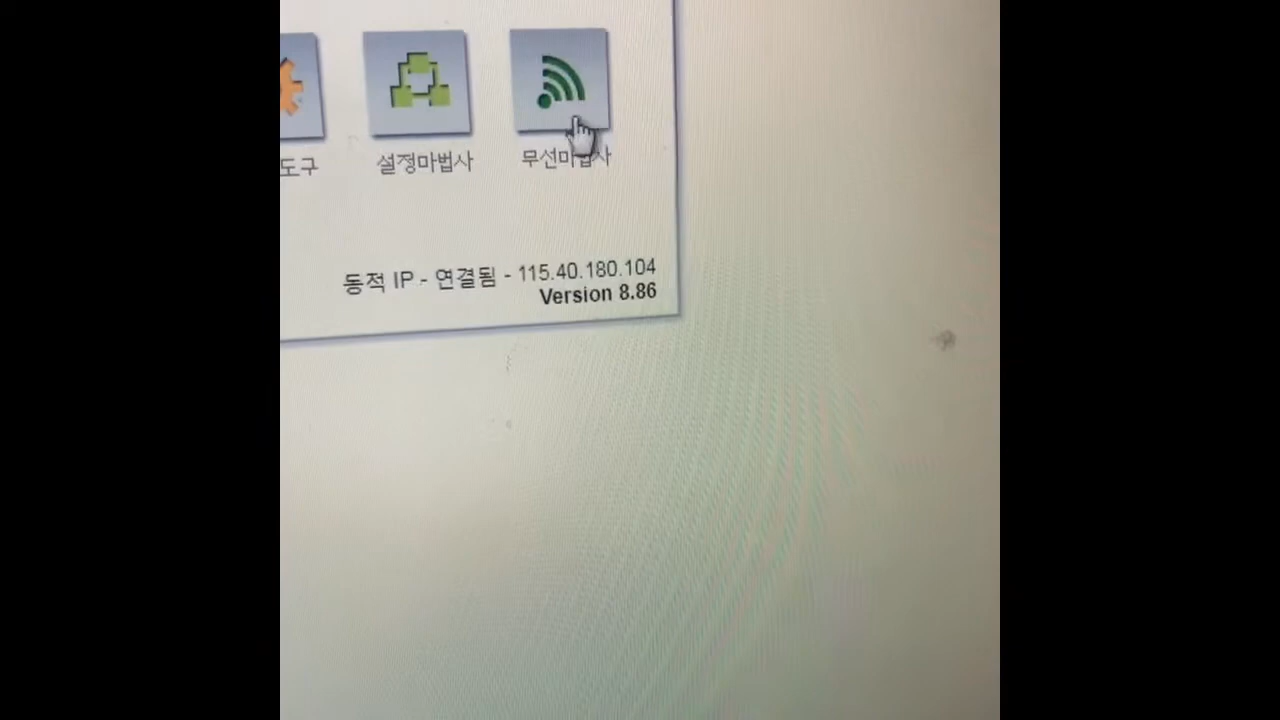 도구
설정마법사
무선마법사
동적 IP - 연결됨 - 115.40.180.104
Version 8.86